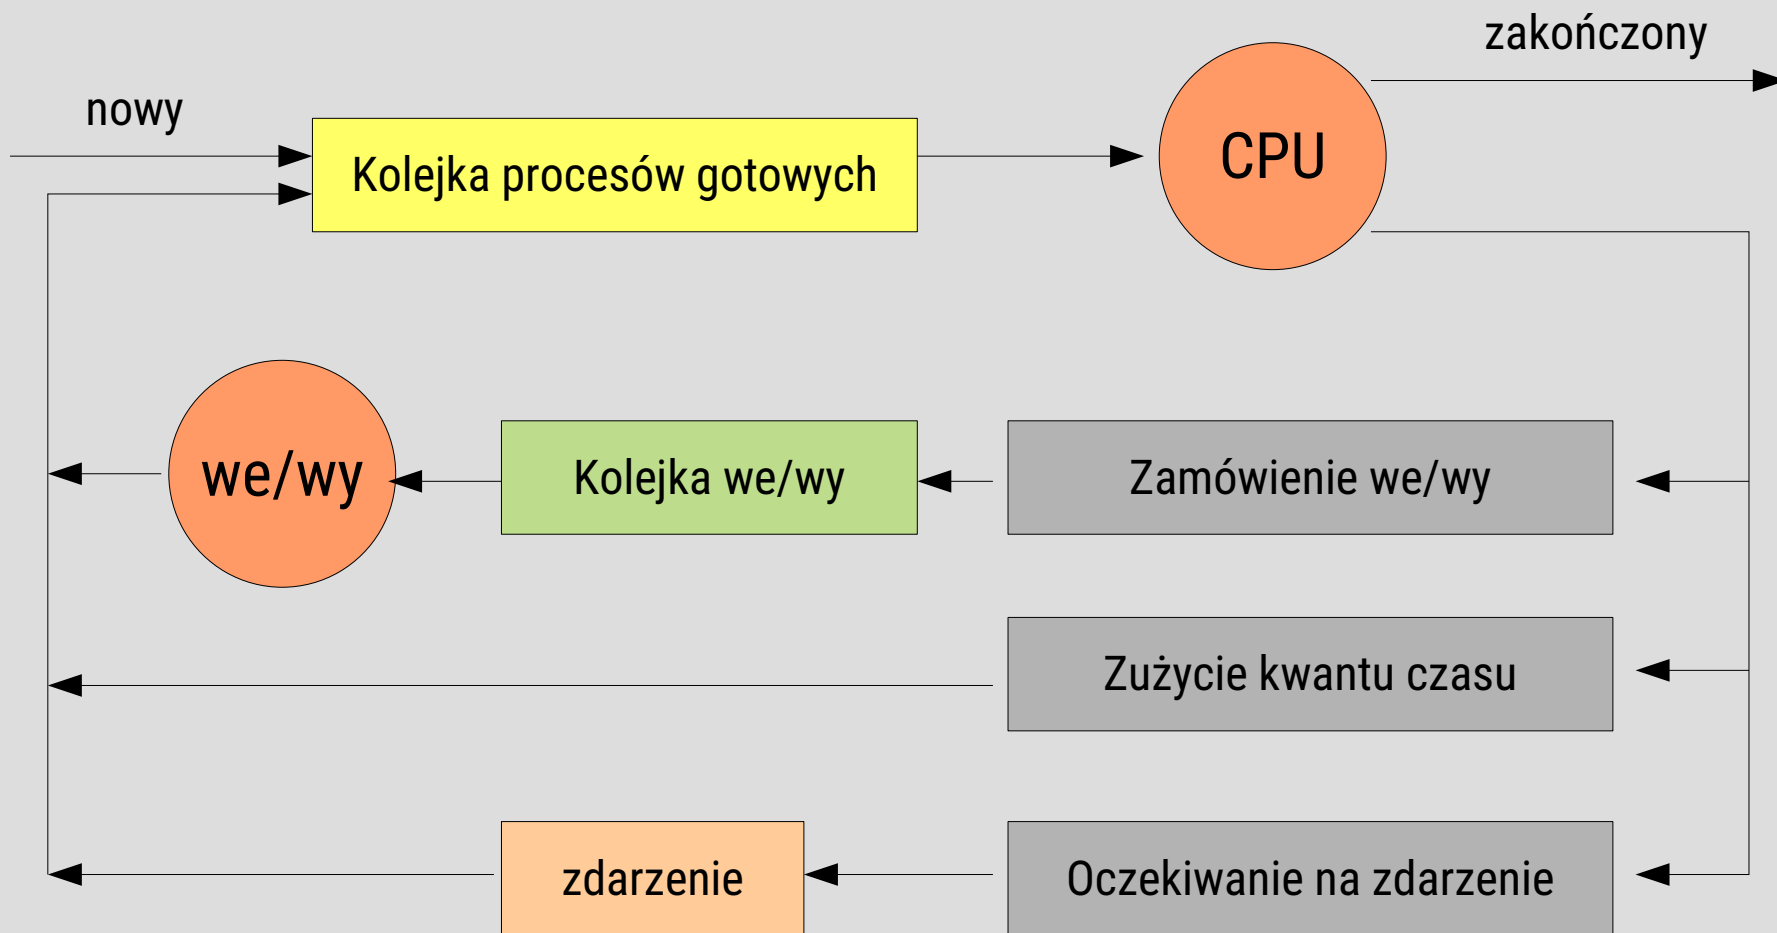 zakończony
nowy
Kolejka procesów gotowych
CPU
we/wy
Kolejka we/wy
Zamówienie we/wy
Zużycie kwantu czasu
zdarzenie
Oczekiwanie na zdarzenie